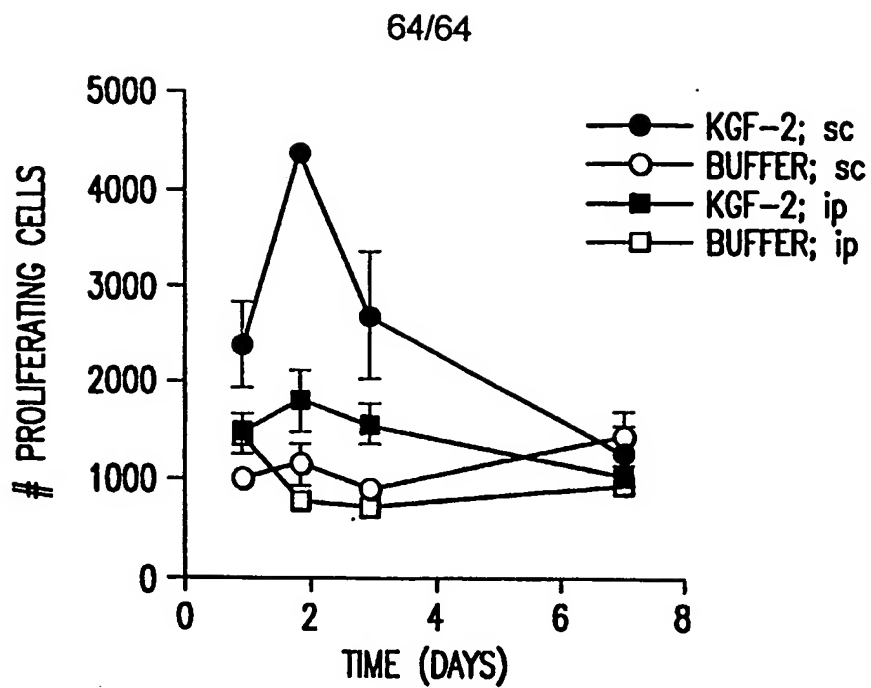 64/64
5000
4000
3000
2000
1000
0
# PROLIFERATING CELLS
KGF-2; sc
BUFFER; sc
KGF-2; ip
BUFFER; ip
0 2 4 6 8
TIME (DAYS)